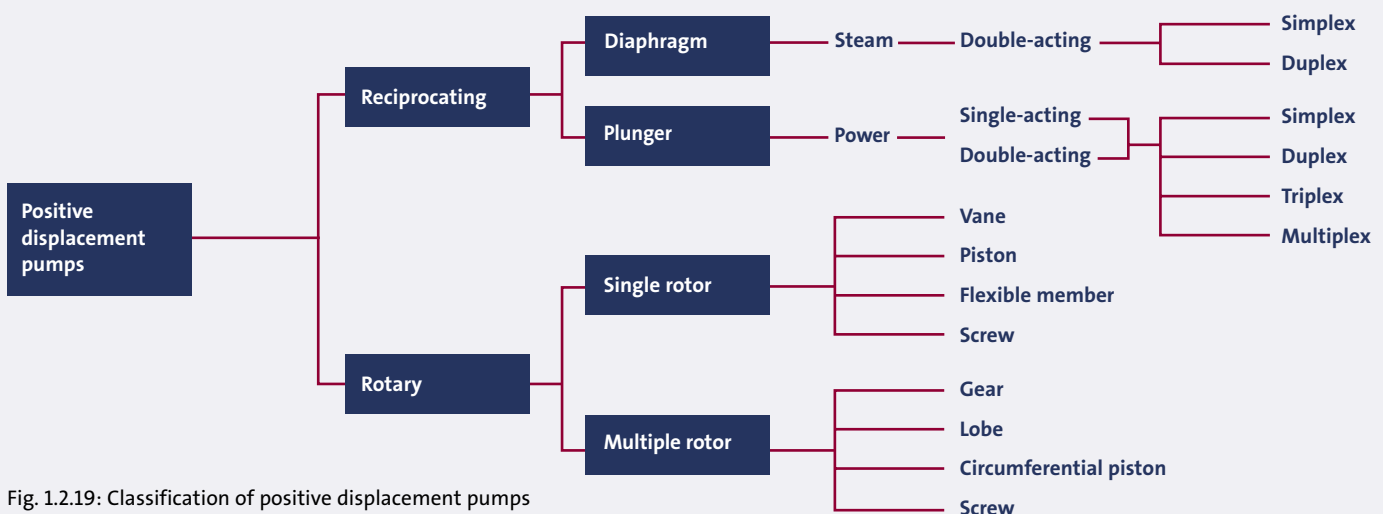 Positive
displacement
pumps
Reciprocating
Diaphragm
Steam
Double-acting
Simplex
Duplex
Plunger
Power
Single-acting
Double-acting
Simplex
Duplex
Triplex
Multiplex
Rotary
Single rotor
Vane
Piston
Flexible member
Screw
Multiple rotor
Gear
Lobe
Circumferential piston
Screw
Fig. 1.2.19: Classification of positive displacement pumps